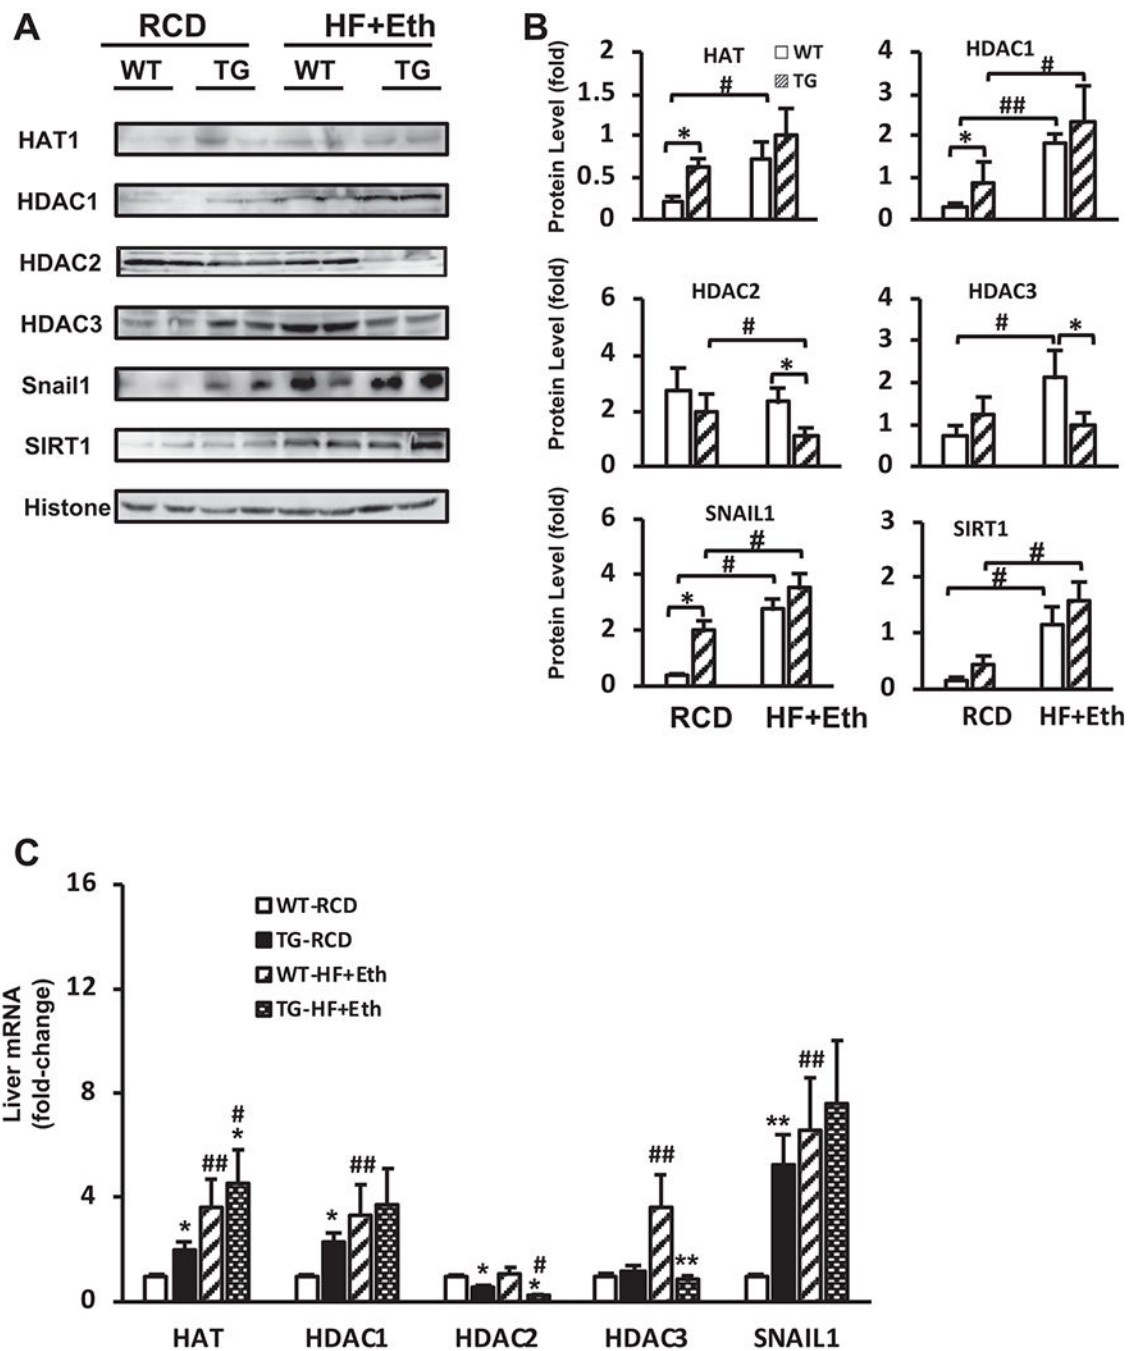 A
RCD HF+Eth
WT TG WT TG
HAT1
HDAC1
HDAC2
HDAC3
Snail1
SIRT1
Histone
B
Protein Level (fold)
2
1.5
1
0.5
0
HAT
WT
TG
* #
4
3
2
1
0
HDAC1
* ## #
Protein Level (fold)
6
4
2
0
HDAC2
# *
4
3
2
1
0
HDAC3
# *
Protein Level (fold)
6
4
2
0
SNAIL1
* # #
RCD HF+Eth
3
2
1
0
SIRT1
# #
RCD HF+Eth
C
Liver mRNA
(fold-change)
16
12
8
4
0
WT-RCD
TG-RCD
WT-HF+Eth
TG-HF+Eth
* ## # *
* ##
* # *
## **
** ##
HAT HDAC1 HDAC2 HDAC3 SNAIL1